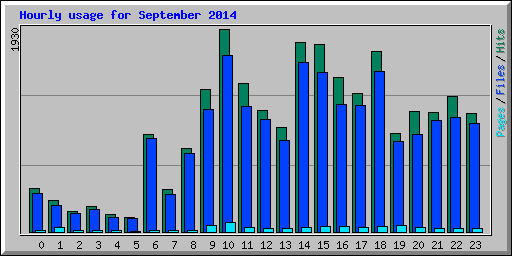 Hourly usage for September 2014
1930
Pages/Files/Hits
0 1 2 3 4 5 6 7 8 9 10 11 12 13 14 15 16 17 18 19 20 21 22 23